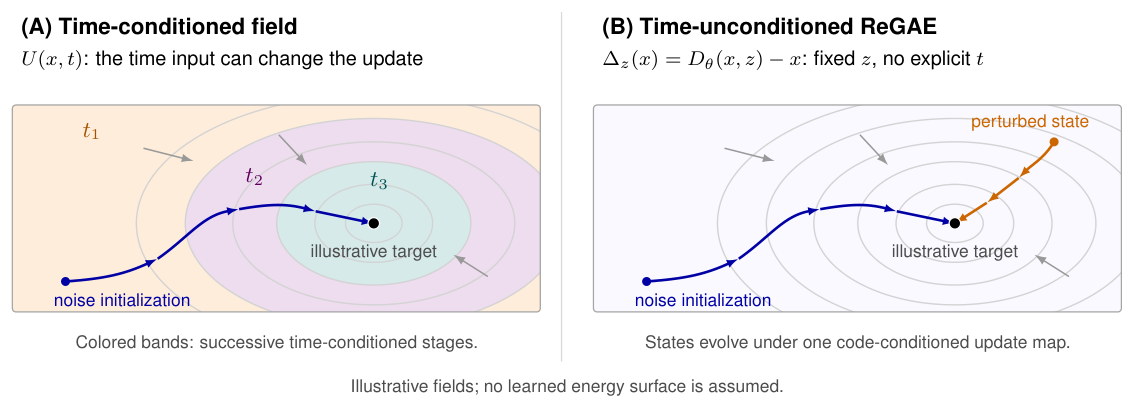 (A) Time-conditioned field
U(x, t): the time input can change the update
t₁
t₂
t₃
illustrative target
noise initialization
Colored bands: successive time-conditioned stages.
(B) Time-unconditioned ReGAE
Δ_z(x) = D_θ(x, z) − x: fixed z, no explicit t
perturbed state
illustrative target
noise initialization
States evolve under one code-conditioned update map.
Illustrative fields; no learned energy surface is assumed.